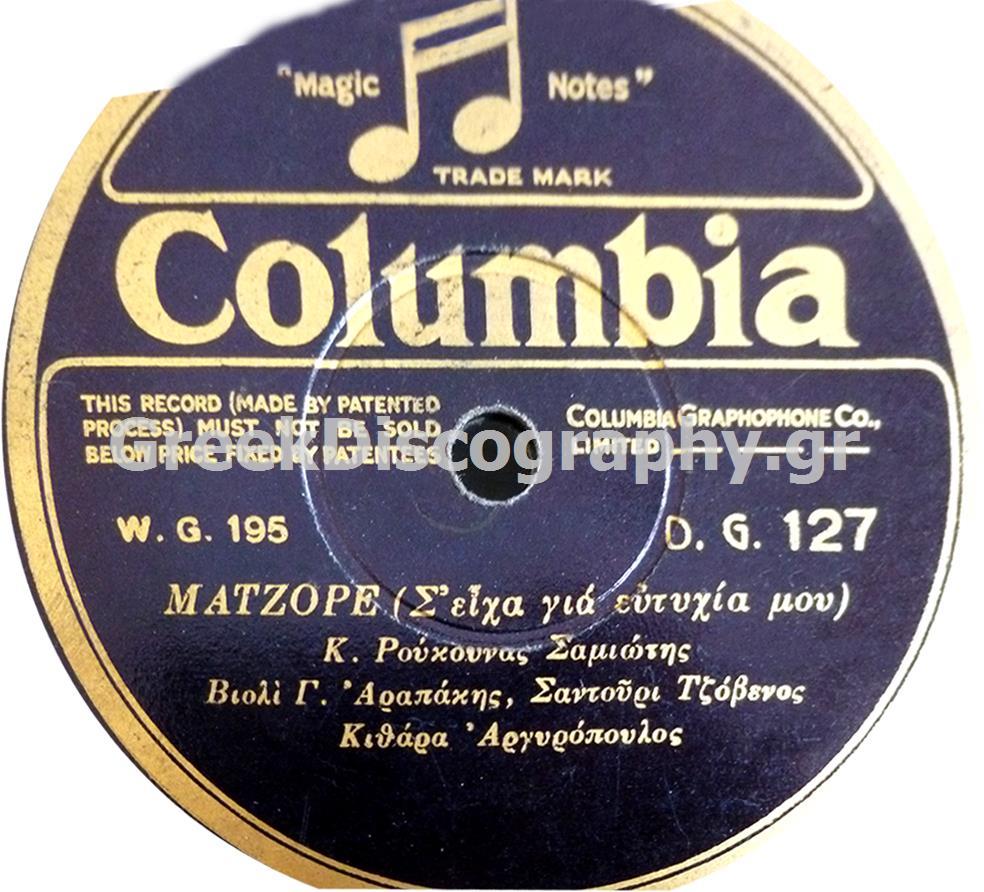 "Magic Notes"
TRADE MARK
Columbia
THIS RECORD (MADE BY PATENTED
PROCESS) MUST NOT BE SOLD
BELOW PRICE FIXED BY PATENTEES.
COLUMBIA GRAPHOPHONE CO.,
LIMITED
GreekDiscography.gr
W. G. 195
D. G. 127
ΜΑΤΖΟΡΕ (Σ'εἶχα γιά εὐτυχία μου)
Κ. Ρούκουνας Σαμιώτης
Βιολὶ Γ. Ἀραπάκης, Σαντοῦρι Τζόβενος
Κιθάρα Ἀργυρόπουλος